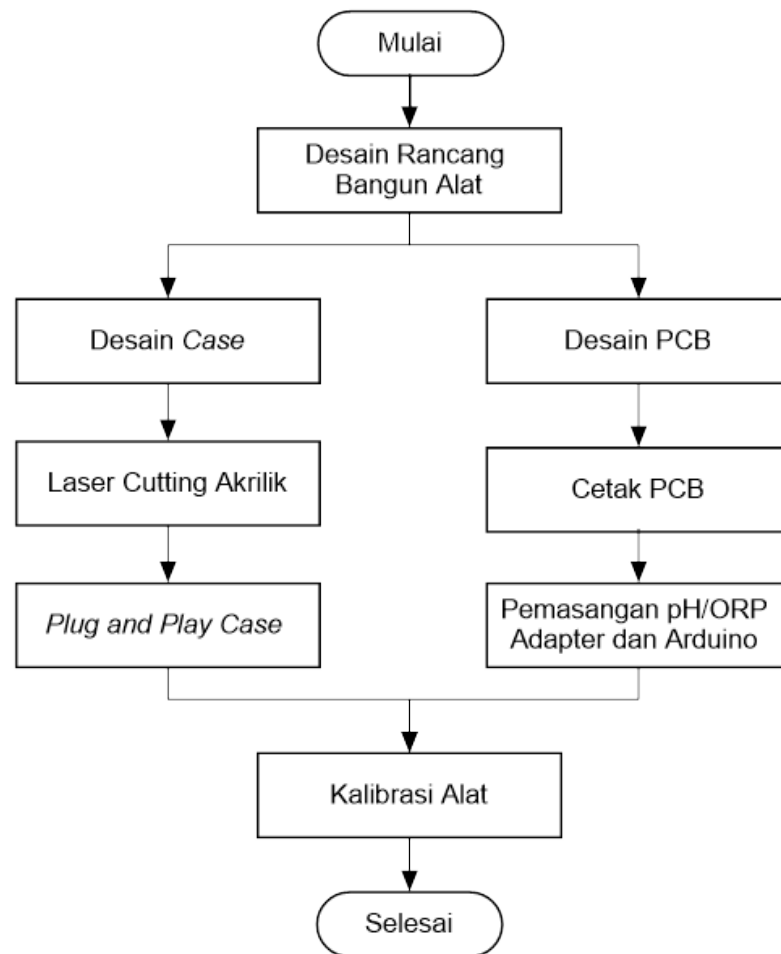 Mulai
Desain Rancang
Bangun Alat
Desain Case
Desain PCB
Laser Cutting Akrilik
Cetak PCB
Plug and Play Case
Pemasangan pH/ORP
Adapter dan Arduino
Kalibrasi Alat
Selesai